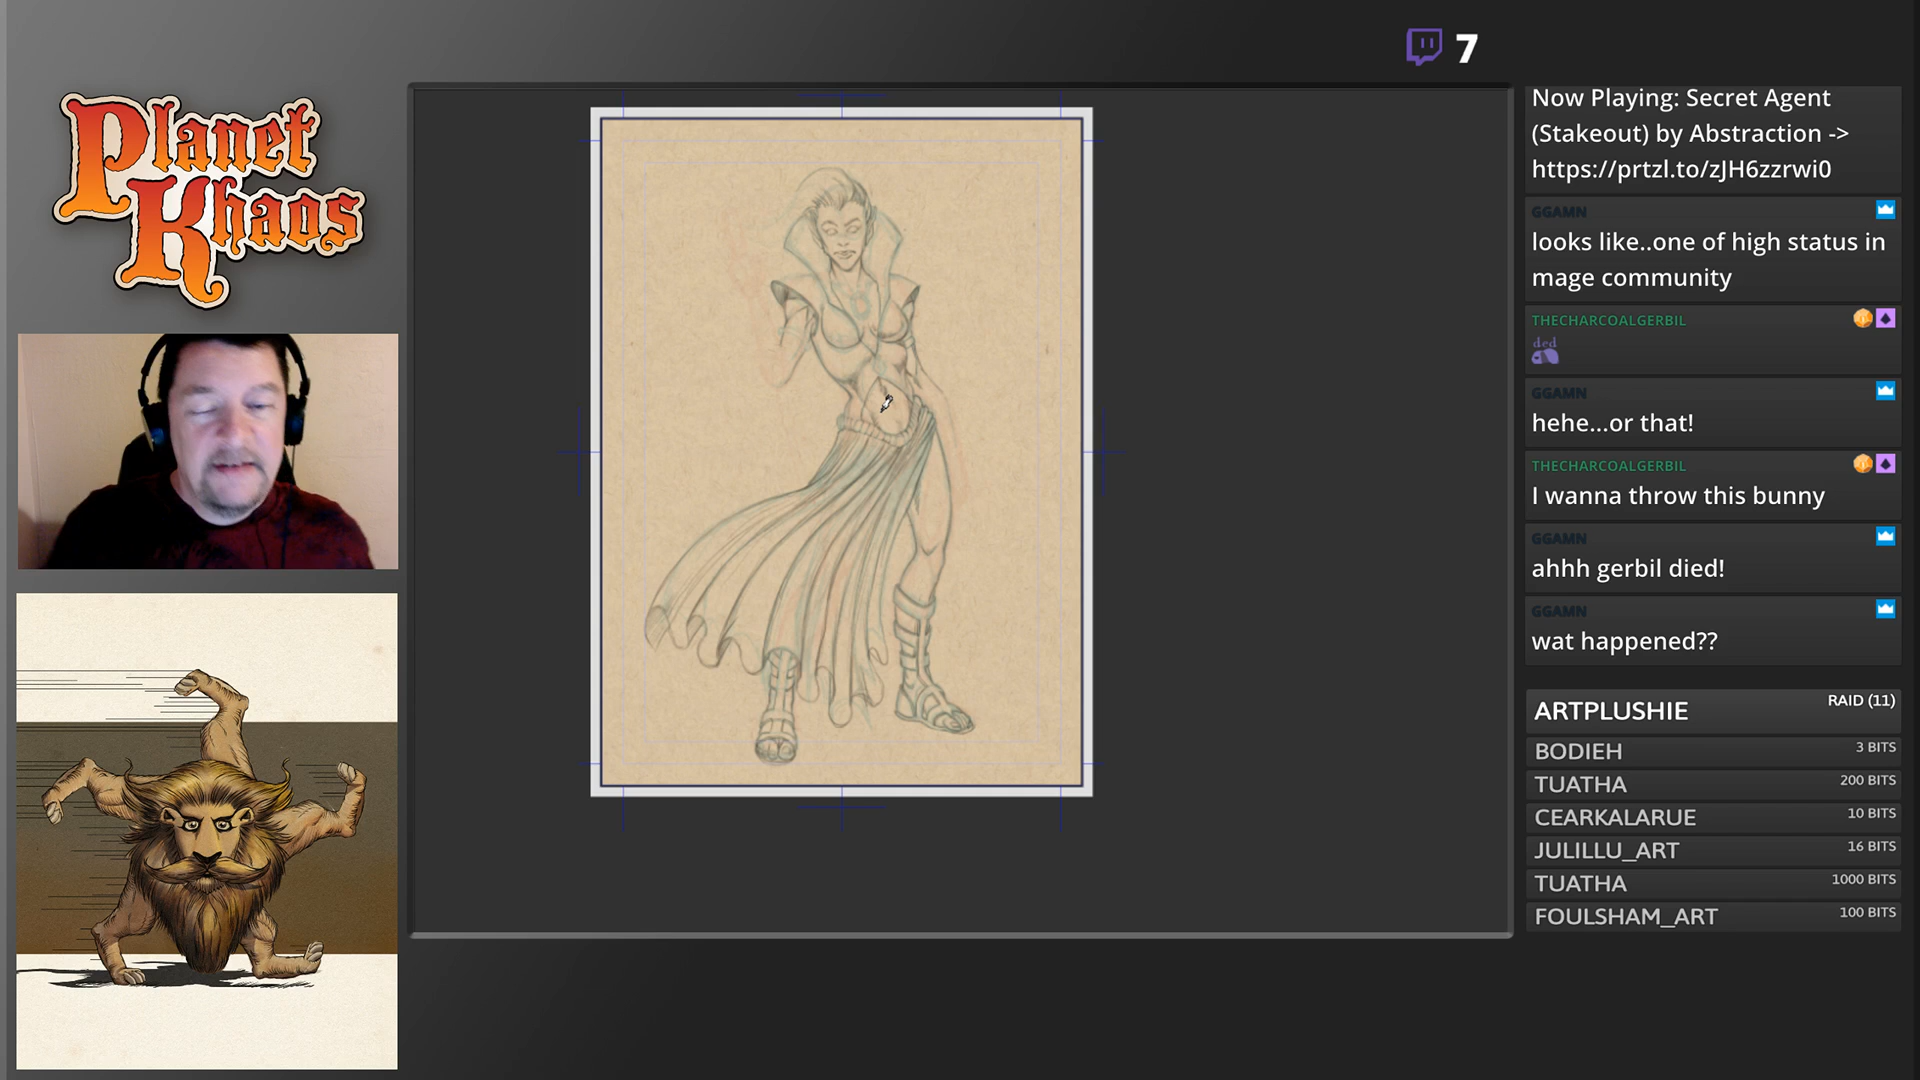 7
Planet
Khaos
Now Playing: Secret Agent
(Stakeout) by Abstraction ->
https://prtzl.to/zJH6zzrwi0
GGAMN
looks like..one of high status in
mage community
THECHARCOALGERBIL
ded
GGAMN
hehe...or that!
THECHARCOALGERBIL
I wanna throw this bunny
GGAMN
ahhh gerbil died!
GGAMN
wat happened??
ARTPLUSHIE RAID (11)
BODIEH 3 BITS
TUATHA 200 BITS
CEARKALARUE 10 BITS
JULILLU_ART 16 BITS
TUATHA 1000 BITS
FOULSHAM_ART 100 BITS